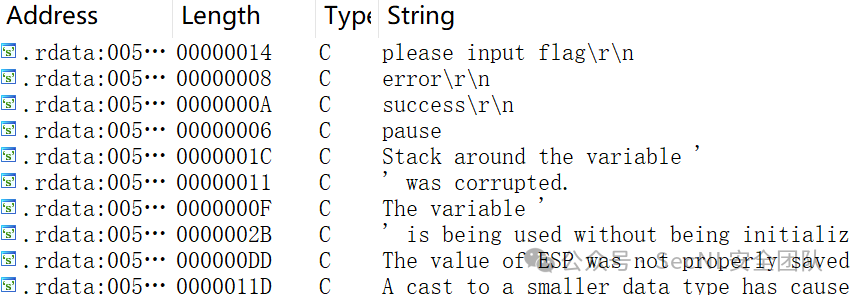 Address Length Type String
.rdata:005… 00000014 C please input flag\r\n
.rdata:005… 00000008 C error\r\n
.rdata:005… 0000000A C success\r\n
.rdata:005… 00000006 C pause
.rdata:005… 0000001C C Stack around the variable '
.rdata:005… 00000011 C ' was corrupted.
.rdata:005… 0000000F C The variable '
.rdata:005… 0000002B C ' is being used without being initializ
.rdata:005… 000000DD C The value of ESP was not properly saved
.rdata:005… 0000011D C A cast to a smaller data type has cause
公众号 安全团队